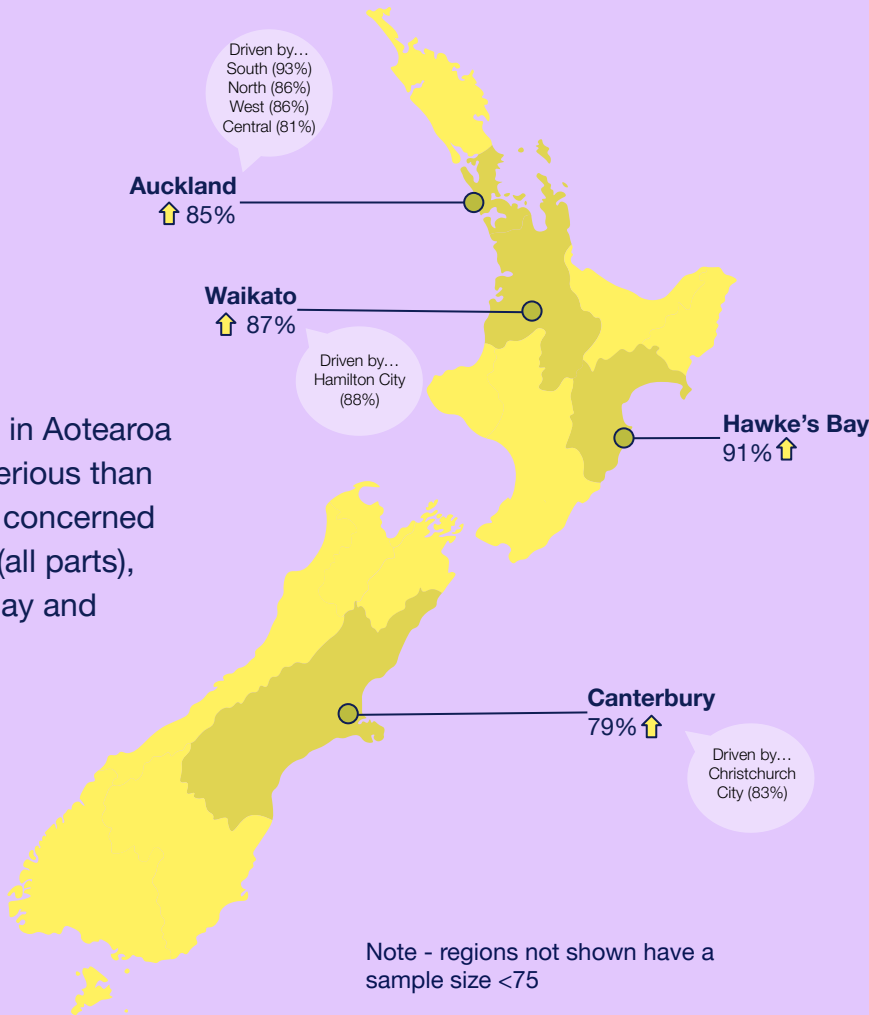 Driven by…
South (93%)
North (86%)
West (86%)
Central (81%)
Auckland
85%
Waikato
87%
Driven by…
Hamilton City
(88%)
in Aotearoa
than
concerned
(all parts),
and
Hawke’s Bay
91%
Canterbury
79%
Driven by…
Christchurch
City (83%)
Note - regions not shown have a
sample size <75